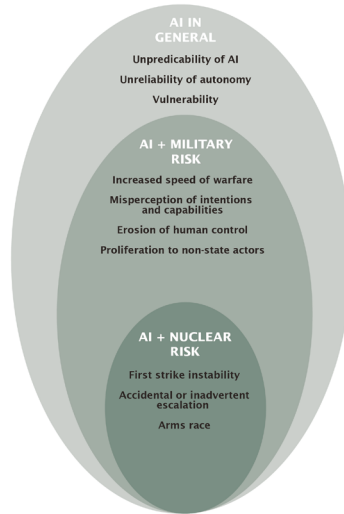 AI IN
GENERAL
Unpredicability of AI
Unreliability of autonomy
Vulnerability
AI + MILITARY
RISK
Increased speed of warfare
Misperception of intentions
and capabilities
Erosion of human control
Proliferation to non-state actors
AI + NUCLEAR
RISK
First strike instability
Accidental or inadvertent
escalation
Arms race